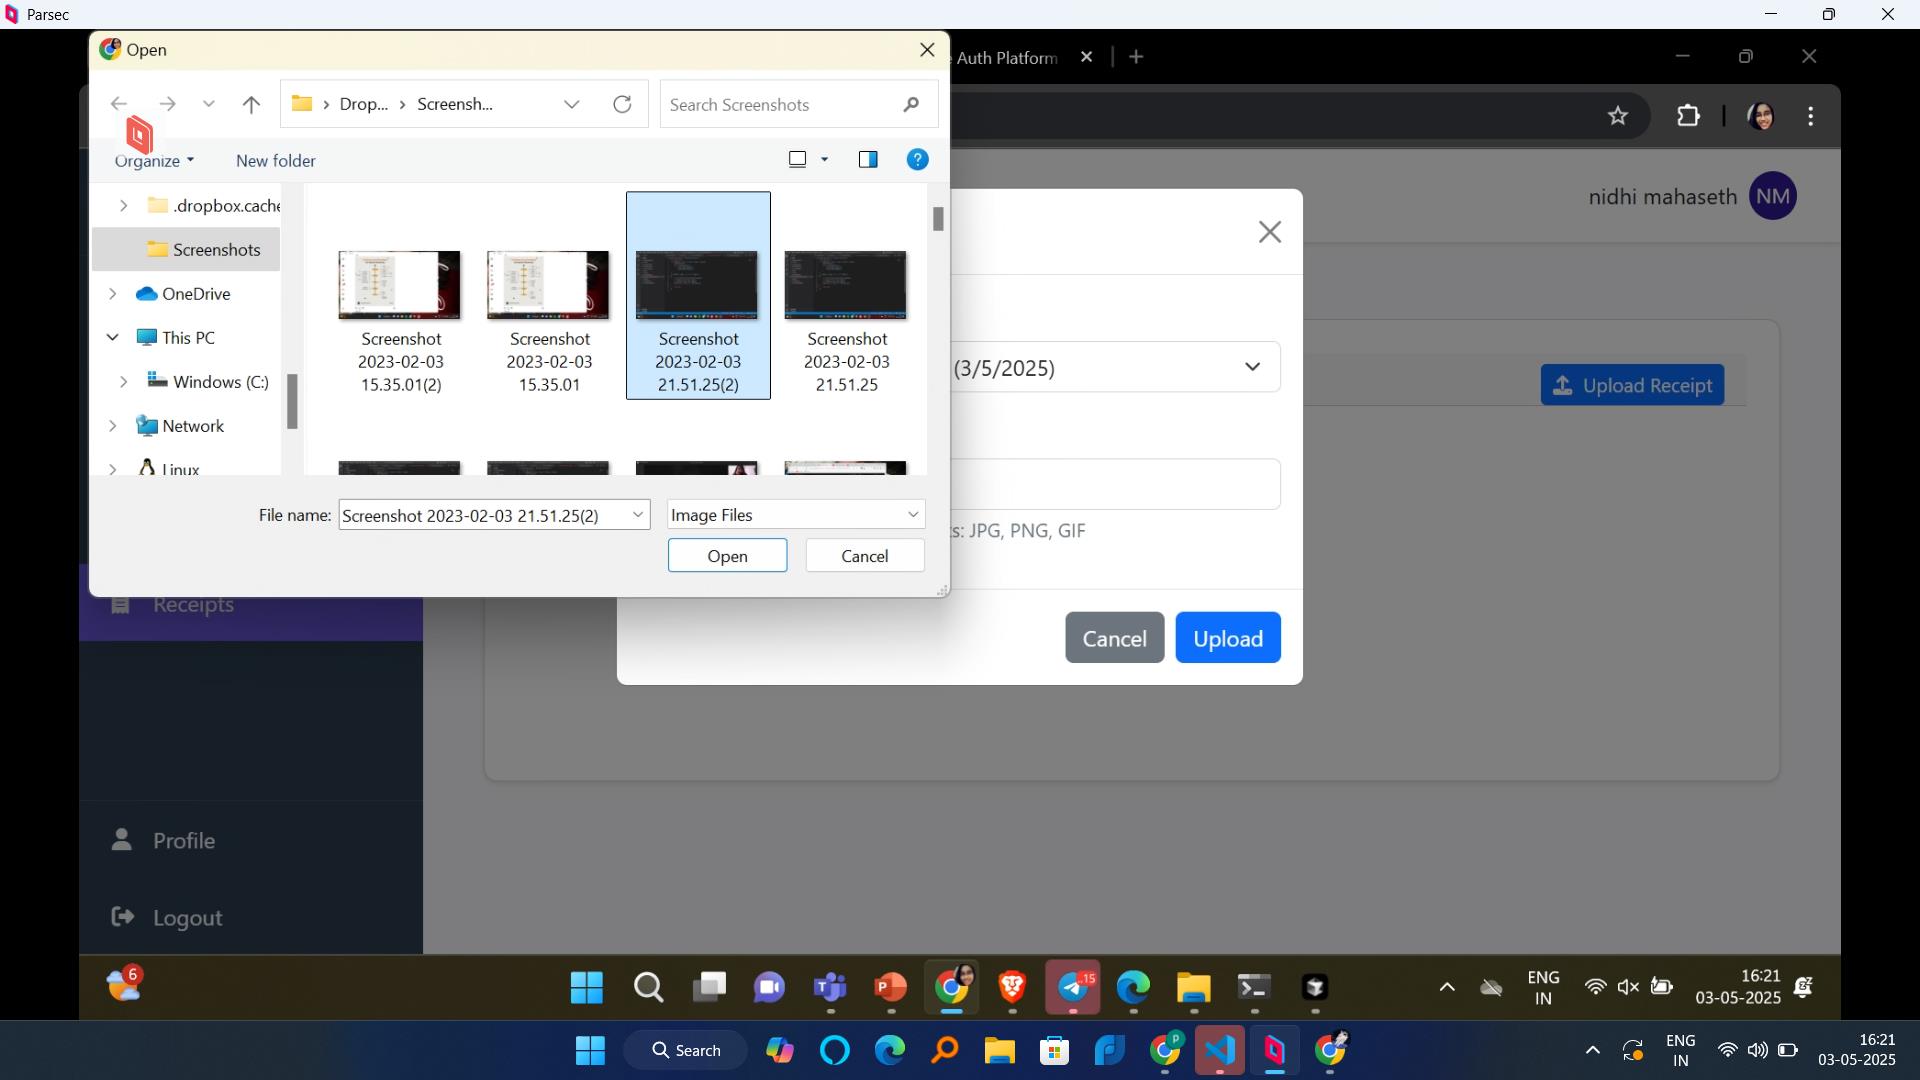 Parsec
Open
Auth Platform
Drop... Screensh...
Search Screenshots
Organize
New folder
nidhi mahaseth NM
.dropbox.cache
Screenshots
OneDrive
This PC
Windows (C:)
Network
Linux
Screenshot
2023-02-03
15.35.01(2)
Screenshot
2023-02-03
15.35.01
Screenshot
2023-02-03
21.51.25(2)
Screenshot
2023-02-03
21.51.25
(3/5/2025)
Upload Receipt
File name: Screenshot 2023-02-03 21.51.25(2)
Image Files
: JPG, PNG, GIF
Open
Cancel
Receipts
Cancel
Upload
Profile
Logout
6
15
ENG
IN
16:21
03-05-2025
Search
P
ENG
IN
16:21
03-05-2025